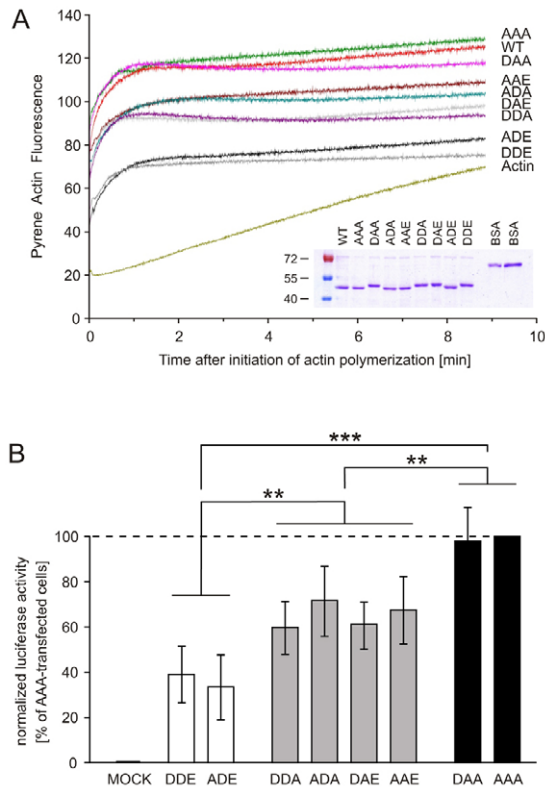 A
Pyrene Actin Fluorescence
140
120
100
80
60
40
20
0
AAA
WT
DAA
AAE
ADA
DAE
DDA
ADE
DDE
Actin
WT AAA DAA ADA AAE DDA DAE ADE DDE BSA BSA
72
55
40
0 2 4 6 8 10
Time after initiation of actin polymerization [min]
B
***
**
**
normalized luciferase activity
[% of AAA-transfected cells]
100
80
60
40
20
0
MOCK DDE ADE DDA ADA DAE AAE DAA AAA